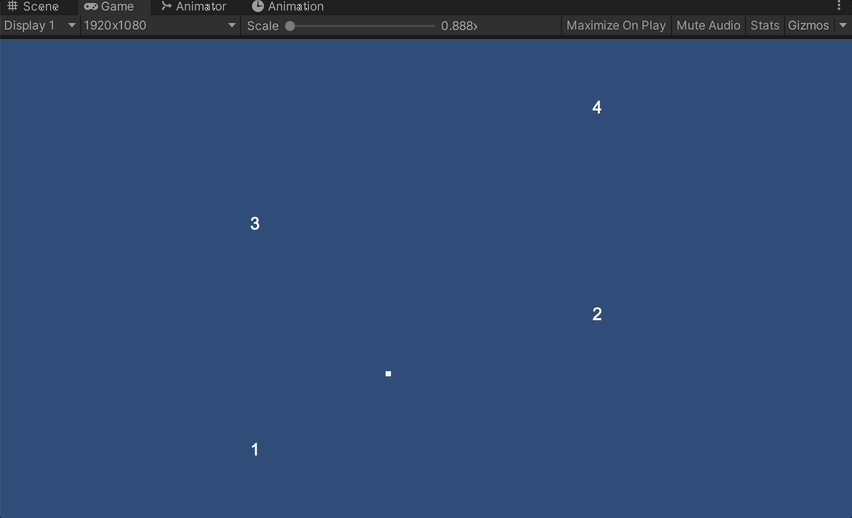 Scene Game Animator Animation
Display 1 1920x1080 Scale 0.888x Maximize On Play Mute Audio Stats Gizmos
4
3
2
1